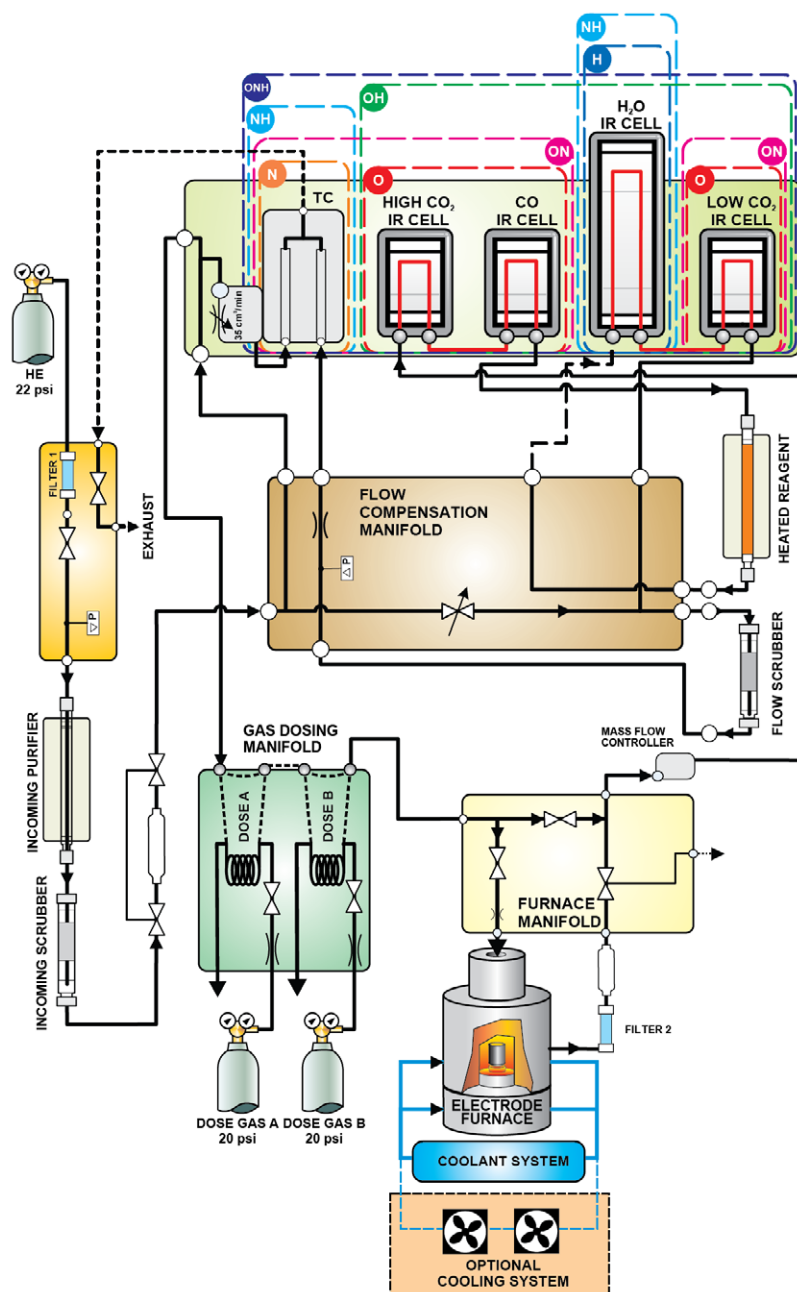 NH
H
ONH
OH
NH
H₂O
IR CELL
ON
ON
N
TC
O
HIGH CO₂
IR CELL
CO
IR CELL
O
LOW CO₂
IR CELL
35 cm³/min
HE
22 psi
FILTER 1
EXHAUST
△ P
FLOW
COMPENSATION
MANIFOLD
△ P
HEATED REAGENT
FLOW SCRUBBER
INCOMING PURIFIER
INCOMING SCRUBBER
GAS DOSING
MANIFOLD
DOSE A
DOSE B
MASS FLOW
CONTROLLER
FURNACE
MANIFOLD
FILTER 2
DOSE GAS A
20 psi
DOSE GAS B
20 psi
ELECTRODE
FURNACE
COOLANT SYSTEM
OPTIONAL
COOLING SYSTEM